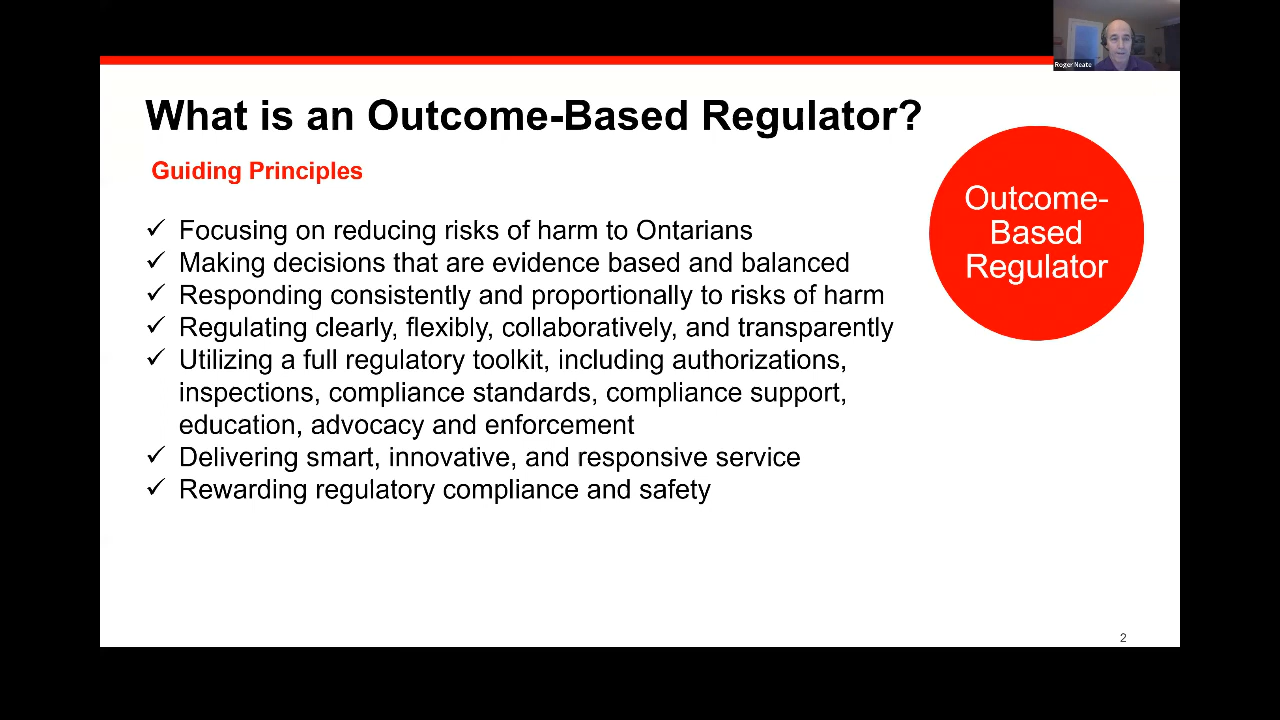 Roger Neate
What is an Outcome-Based Regulator?
Guiding Principles
✓ Focusing on reducing risks of harm to Ontarians
✓ Making decisions that are evidence based and balanced
✓ Responding consistently and proportionally to risks of harm
✓ Regulating clearly, flexibly, collaboratively, and transparently
✓ Utilizing a full regulatory toolkit, including authorizations,
inspections, compliance standards, compliance support,
education, advocacy and enforcement
✓ Delivering smart, innovative, and responsive service
✓ Rewarding regulatory compliance and safety
Outcome-
Based
Regulator
2